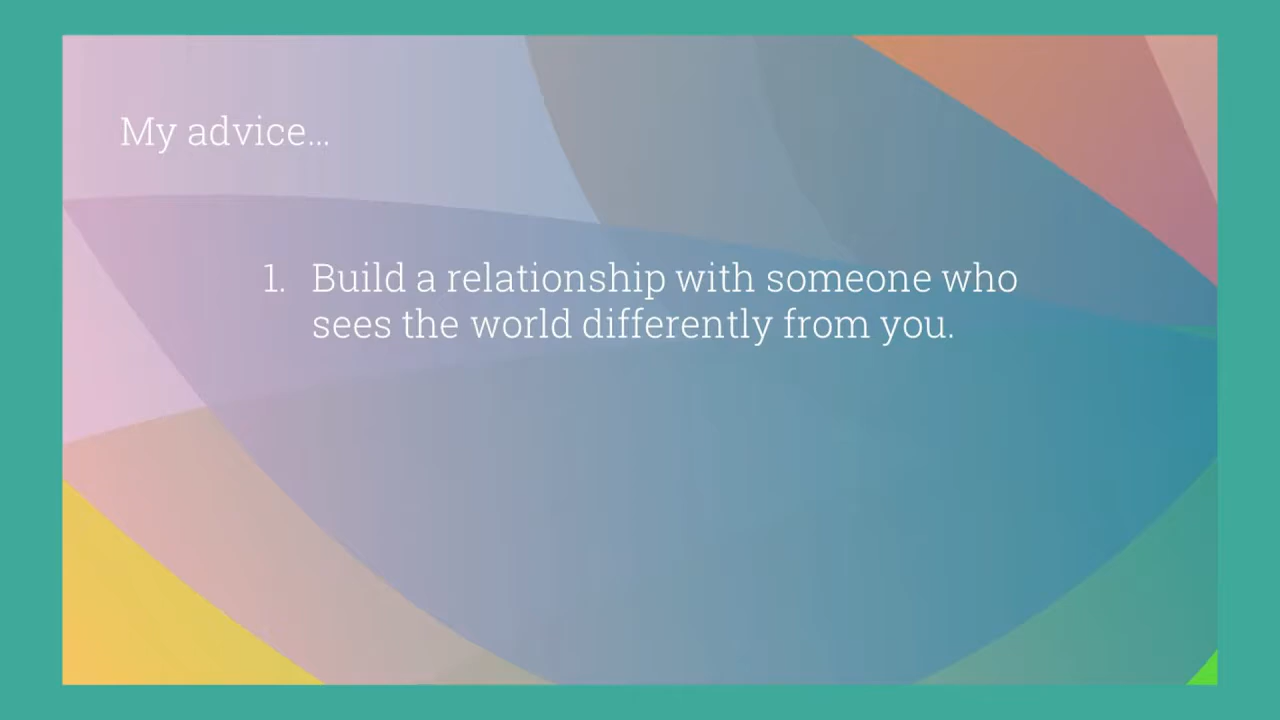 My advice...
1. Build a relationship with someone who
sees the world differently from you.